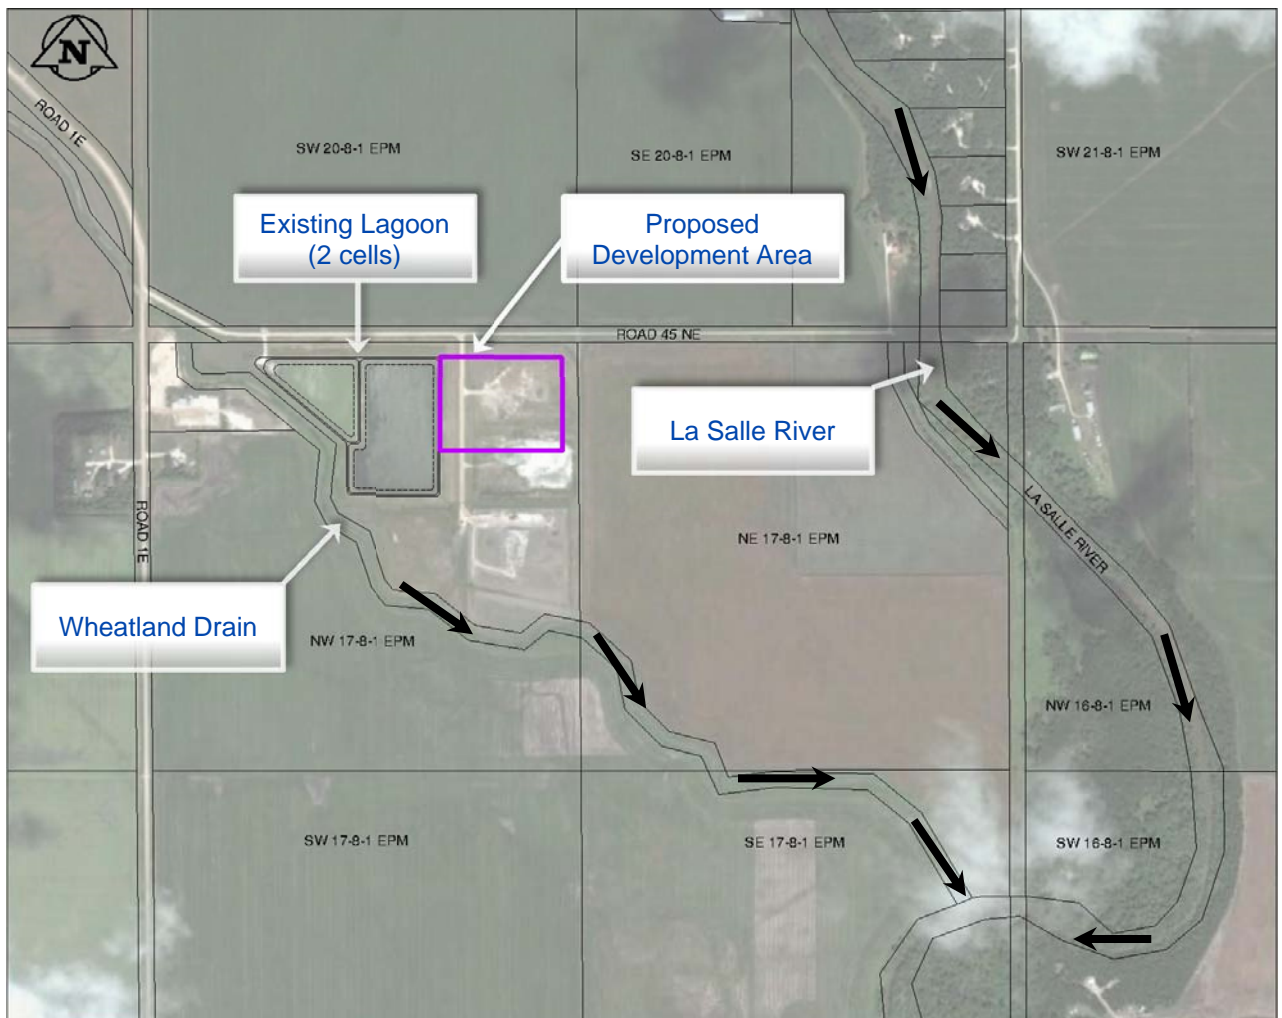 N
ROAD 1E
SW 20-8-1 EPM
SE 20-8-1 EPM
SW 21-8-1 EPM
Existing Lagoon
(2 cells)
Proposed
Development Area
ROAD 45 NE
La Salle River
LA SALLE RIVER
ROAD 1E
NE 17-8-1 EPM
Wheatland Drain
NW 17-8-1 EPM
NW 16-8-1 EPM
SW 17-8-1 EPM
SE 17-8-1 EPM
SW 16-8-1 EPM